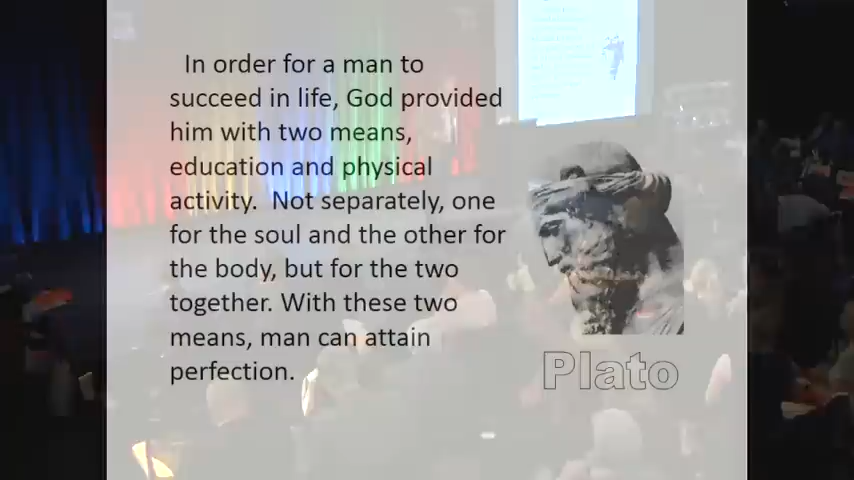 In order for a man to
succeed in life, God provided
him with two means,
education and physical
activity.  Not separately, one
for the soul and the other for
the body, but for the two
together. With these two
means, man can attain
perfection.
Plato